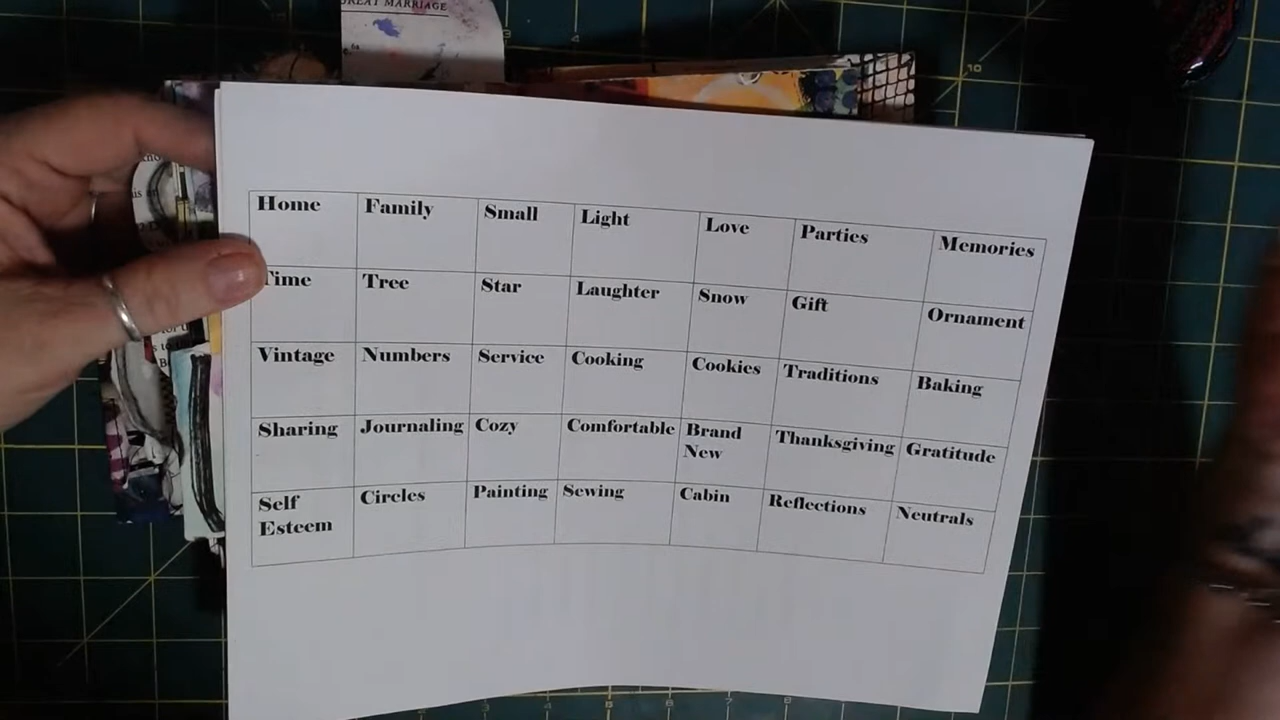 GREAT MARRIAGE
Home Family Small Light Love Parties Memories
Time Tree Star Laughter Snow Gift Ornament
Vintage Numbers Service Cooking Cookies Traditions Baking
Sharing Journaling Cozy Comfortable Brand New Thanksgiving Gratitude
Self Esteem Circles Painting Sewing Cabin Reflections Neutrals
10